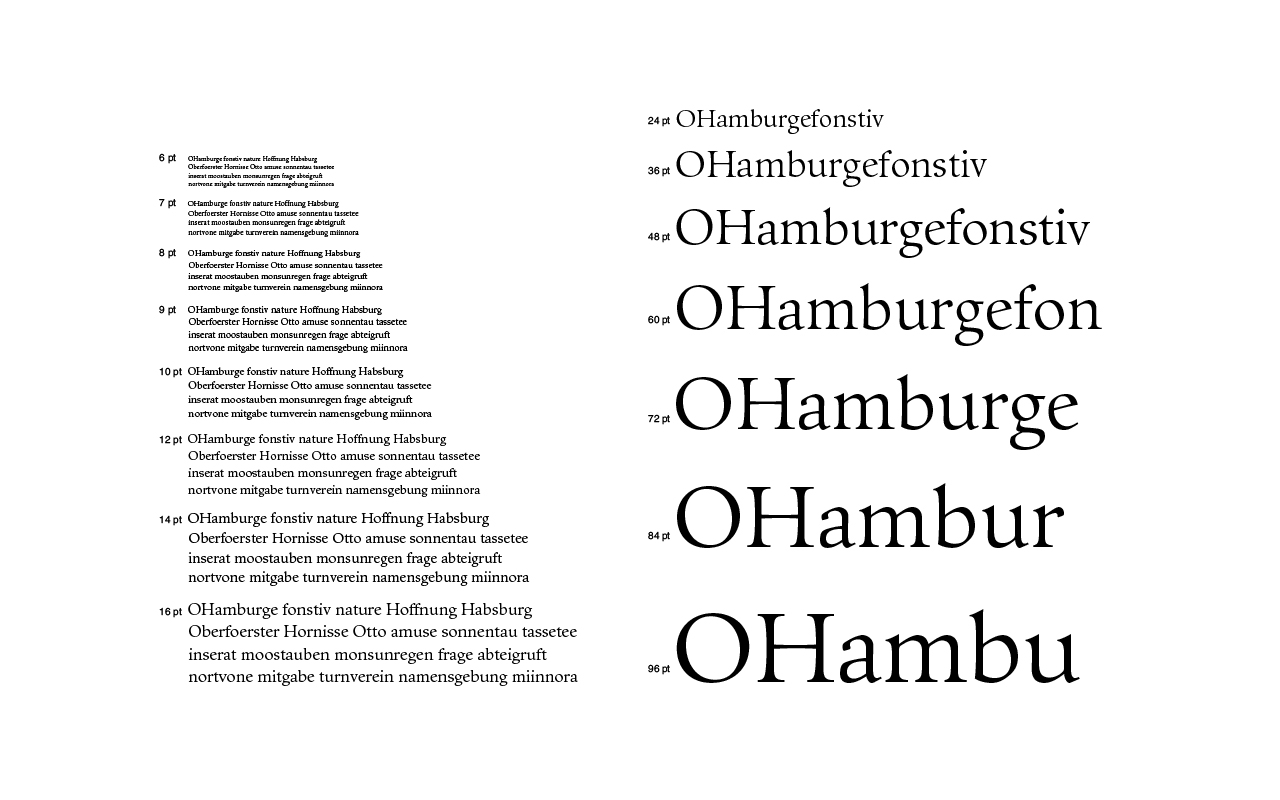 6 pt OHamburge fonstiv nature Hoffnung Habsburg
Oberfoerster Hornisse Otto amuse sonnentau tassetee
inserat moostauben monsunregen frage abteigruft
nortvone mitgabe turnverein namensgebung miinnora
7 pt OHamburge fonstiv nature Hoffnung Habsburg
Oberfoerster Hornisse Otto amuse sonnentau tassetee
inserat moostauben monsunregen frage abteigruft
nortvone mitgabe turnverein namensgebung miinnora
8 pt OHamburge fonstiv nature Hoffnung Habsburg
Oberfoerster Hornisse Otto amuse sonnentau tassetee
inserat moostauben monsunregen frage abteigruft
nortvone mitgabe turnverein namensgebung miinnora
9 pt OHamburge fonstiv nature Hoffnung Habsburg
Oberfoerster Hornisse Otto amuse sonnentau tassetee
inserat moostauben monsunregen frage abteigruft
nortvone mitgabe turnverein namensgebung miinnora
10 pt OHamburge fonstiv nature Hoffnung Habsburg
Oberfoerster Hornisse Otto amuse sonnentau tassetee
inserat moostauben monsunregen frage abteigruft
nortvone mitgabe turnverein namensgebung miinnora
12 pt OHamburge fonstiv nature Hoffnung Habsburg
Oberfoerster Hornisse Otto amuse sonnentau tassetee
inserat moostauben monsunregen frage abteigruft
nortvone mitgabe turnverein namensgebung miinnora
14 pt OHamburge fonstiv nature Hoffnung Habsburg
Oberfoerster Hornisse Otto amuse sonnentau tassetee
inserat moostauben monsunregen frage abteigruft
nortvone mitgabe turnverein namensgebung miinnora
16 pt OHamburge fonstiv nature Hoffnung Habsburg
Oberfoerster Hornisse Otto amuse sonnentau tassetee
inserat moostauben monsunregen frage abteigruft
nortvone mitgabe turnverein namensgebung miinnora
24 pt OHamburgefonstiv
36 pt OHamburgefonstiv
48 pt OHamburgefonstiv
60 pt OHamburgefon
72 pt OHamburge
84 pt OHambur
96 pt OHambu